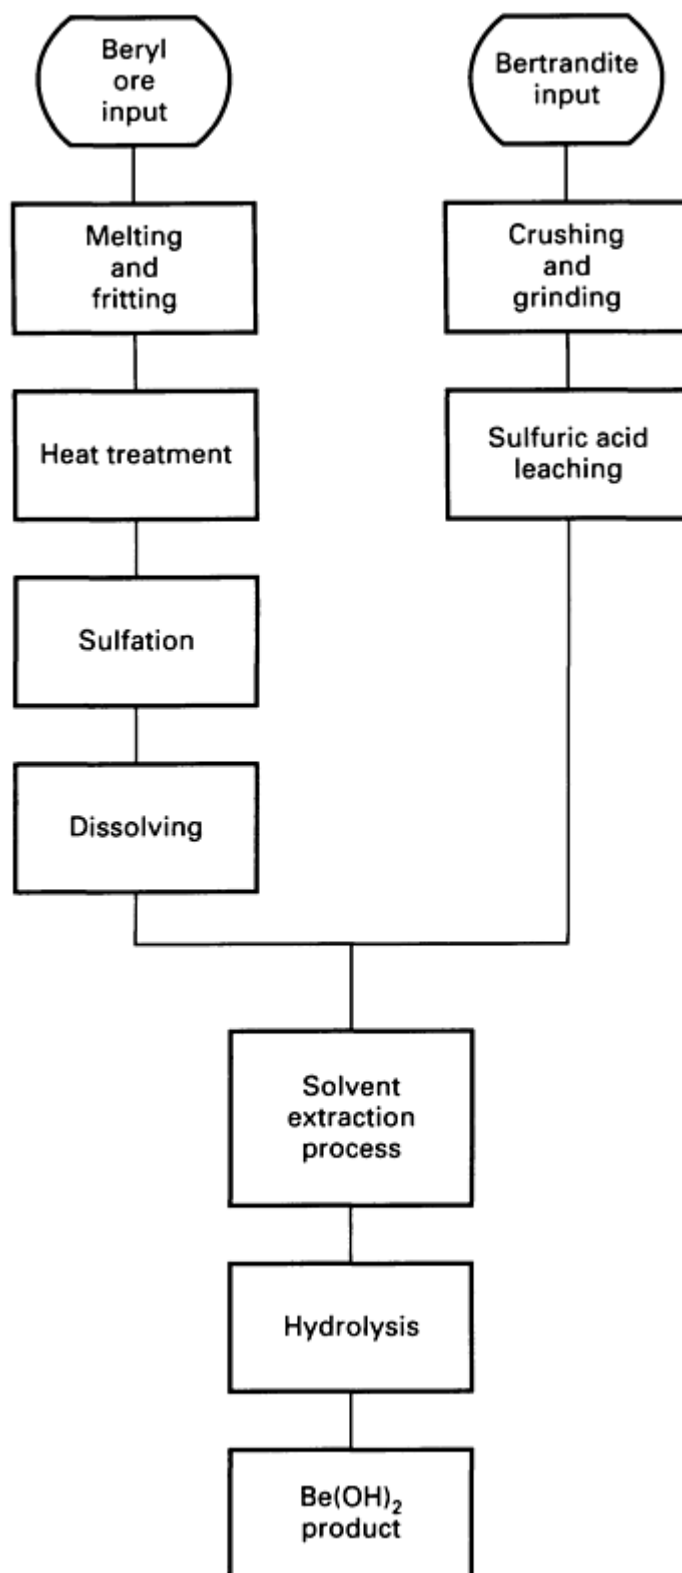 Beryl
ore
input
Melting
and
fritting
Heat treatment
Sulfation
Dissolving
Bertrandite
input
Crushing
and
grinding
Sulfuric acid
leaching
Solvent
extraction
process
Hydrolysis
Be(OH)₂
product